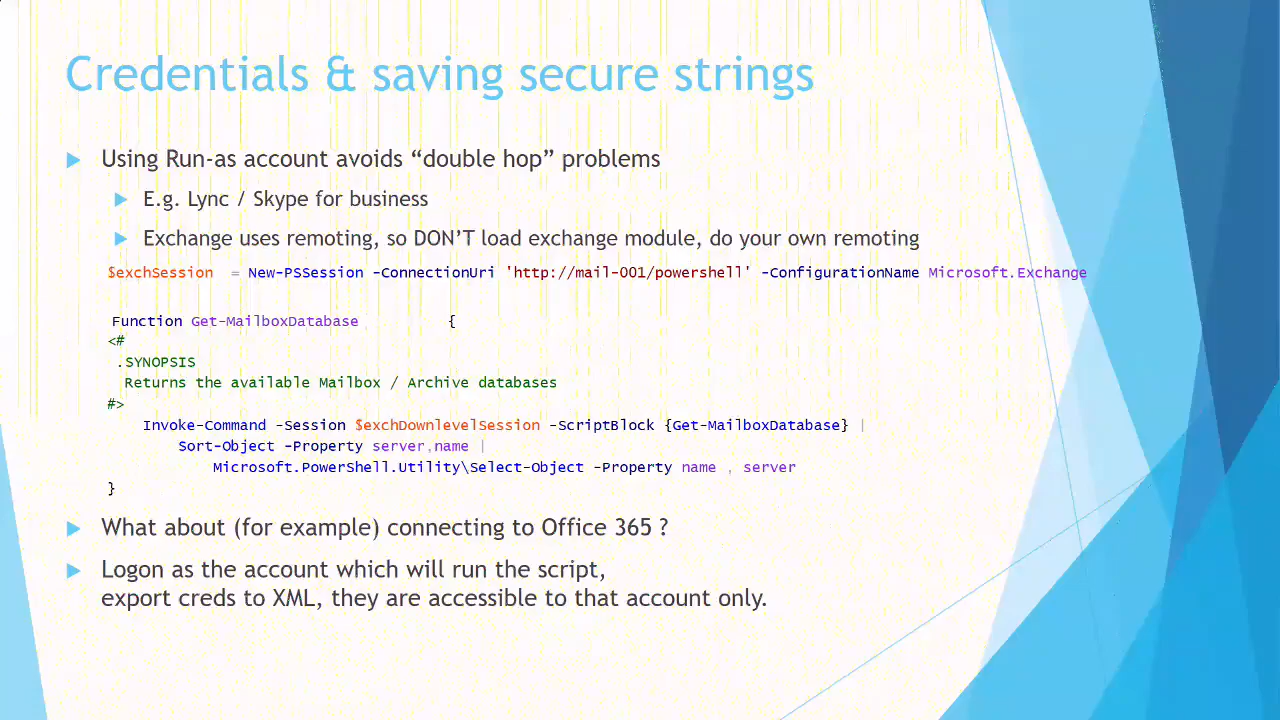 Credentials & saving secure strings
Using Run-as account avoids “double hop” problems
E.g. Lync / Skype for business
Exchange uses remoting, so DON’T load exchange module, do your own remoting
$exchSession = New-PSSession -ConnectionUri 'http://mail-001/powershell' -ConfigurationName Microsoft.Exchange
Function Get-MailboxDatabase {
<#
.SYNOPSIS
Returns the available Mailbox / Archive databases
#>
Invoke-Command -Session $exchDownlevelSession -ScriptBlock {Get-MailboxDatabase} |
Sort-Object -Property server,name |
Microsoft.PowerShell.Utility\Select-Object -Property name , server
}
What about (for example) connecting to Office 365 ?
Logon as the account which will run the script,
export creds to XML, they are accessible to that account only.